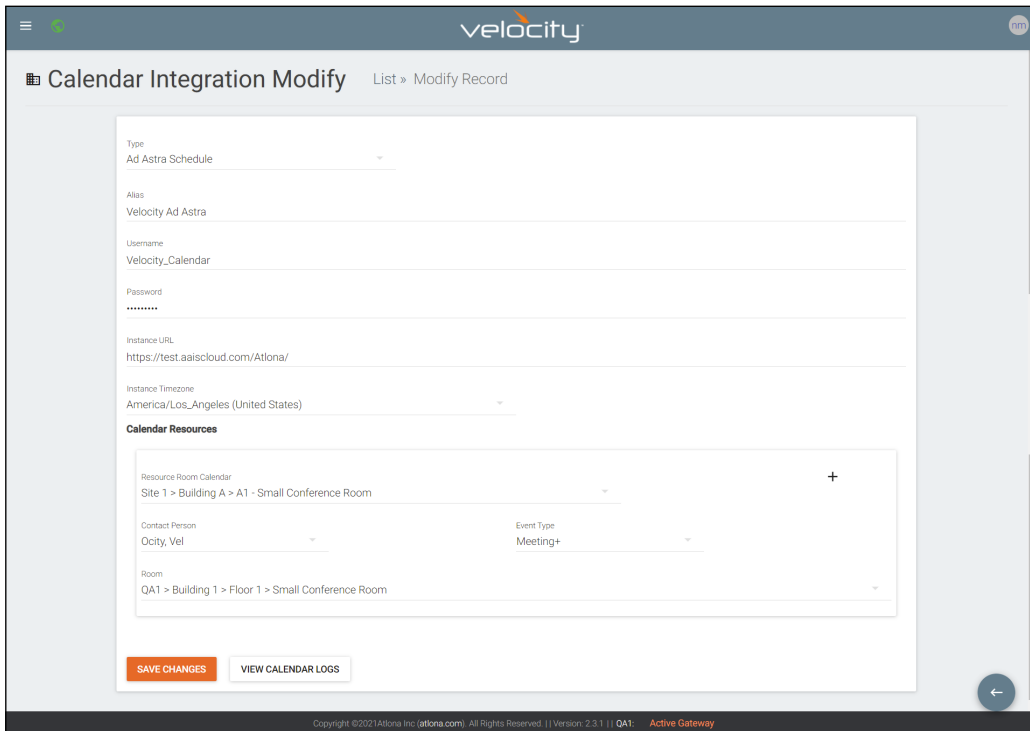 velocity
nm
Calendar Integration Modify List » Modify Record
Type
Ad Astra Schedule
Alias
Velocity Ad Astra
Username
Velocity_Calendar
Password
•••••••••
Instance URL
https://test.aaiscloud.com/Atlona/
Instance Timezone
America/Los_Angeles (United States)
Calendar Resources
Resource Room Calendar
Site 1 > Building A > A1 - Small Conference Room
Contact Person Event Type
Ocity, Vel Meeting+
Room
QA1 > Building 1 > Floor 1 > Small Conference Room
SAVE CHANGES VIEW CALENDAR LOGS
Copyright ©2021Atlona Inc (atlona.com). All Rights Reserved. | | Version: 2.3.1 | | QA1: Active Gateway